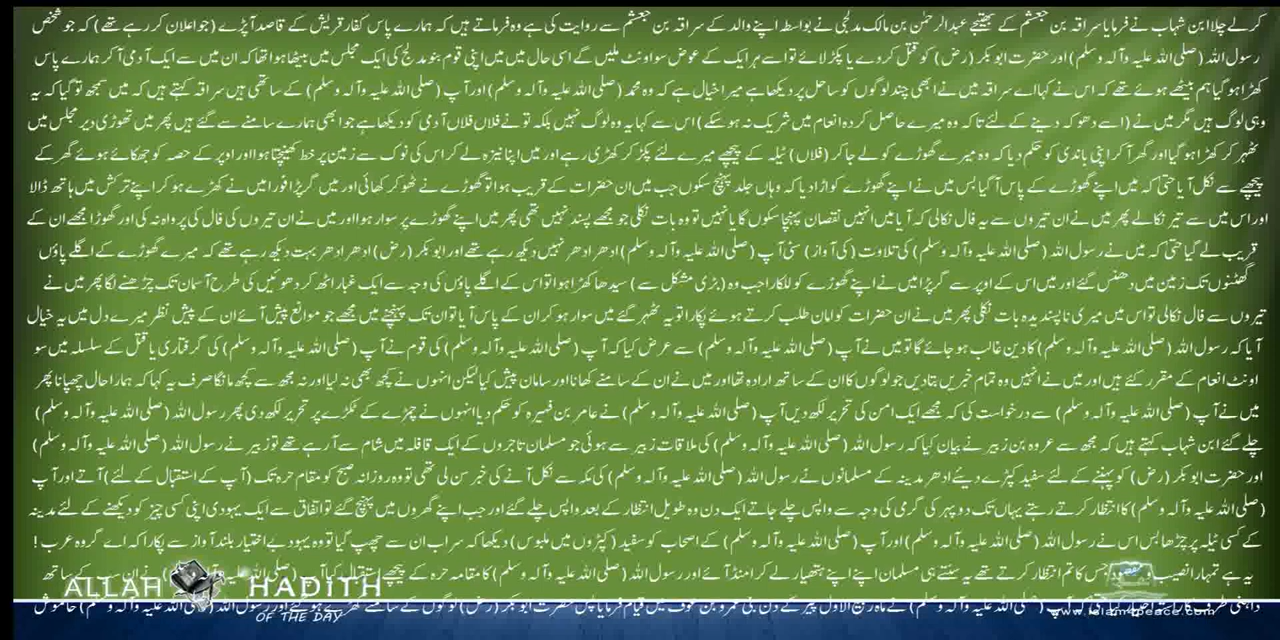 کر لے چلا ابن شہاب نے فرمایا سراقہ بن جعشم کے بھتیجے عبدالرحمٰن بن مالک مدلجی نے بواسطہ اپنے والد کے سراقہ بن جعشم سے روایت کی ہے وہ فرماتے ہیں کہ ہمارے پاس کفار قریش کے قاصد آپڑے (جو اعلان کر رہے تھے) کہ جو شخص
رسول اللہ (صلی اللہ علیہ وآلہ وسلم) اور حضرت ابوبکر (رض) کو قتل کر دے یا پکڑ لائے تو اسے ہر ایک کے عوض سو اونٹ ملیں گے اسی حال میں میں اپنی قوم بنو مدلج کی ایک مجلس میں بیٹھا ہوا تھا کہ ان میں سے ایک آدمی آکر ہمارے پاس
کھڑا ہو گیا ہم بیٹھے ہوئے تھے کہ اس نے کہا اے سراقہ میں نے ابھی چند لوگوں کو ساحل پر دیکھا ہے میرا خیال ہے کہ وہ محمد (صلی اللہ علیہ وآلہ وسلم) اور آپ (صلی اللہ علیہ وآلہ وسلم) کے ساتھی ہیں سراقہ کہتے ہیں کہ میں سمجھ تو گیا کہ یہ
وہی لوگ ہیں مگر میں نے (اسے دھوکہ دینے کے لئے تاکہ وہ میرے حاصل کردہ انعام میں شریک نہ ہو سکے) اس سے کہا یہ وہ لوگ نہیں بلکہ تو نے فلاں فلاں آدمی کو دیکھا ہے جو ابھی ہمارے سامنے سے گئے ہیں پھر میں تھوڑی دیر مجلس میں
ٹھہر کر کھڑا ہو گیا اور گھر آکر اپنی باندی کو حکم دیا کہ وہ میرے گھوڑے کو لے جا کر (فلاں) ٹیلہ کے پیچھے میرے لئے پکڑ کر کھڑی رہے اور میں اپنا نیزہ لے کر اس کی نوک سے زمین پر خط کھینچتا ہوا اور اوپر کے حصہ کو جھکائے ہوئے گھر کے
پیچھے سے نکل آیا حتی کہ میں اپنے گھوڑے کے پاس آگیا بس میں نے اپنے گھوڑے کو اڑا دیا کہ وہاں جلد پہنچ سکوں جب میں ان حضرات کے قریب ہوا تو گھوڑے نے ٹھوکر کھائی اور میں گر پڑا فورا میں نے کھڑے ہو کر اپنے ترکش میں ہاتھ ڈالا
اور اس میں سے تیر نکالے پھر میں نے ان تیروں سے یہ فال نکالی کہ آیا میں انہیں نقصان پہنچا سکوں گا یا نہیں تو وہ بات نکلی جو مجھے پسند نہیں تھی پھر میں اپنے گھوڑے پر سوار ہوا اور میں نے ان تیروں کی فال کی پرواہ نہ کی اور گھوڑا مجھے ان کے
قریب لے گیا حتی کہ میں نے رسول اللہ (صلی اللہ علیہ وآلہ وسلم) کی تلاوت (کی آواز) سنی آپ (صلی اللہ علیہ وآلہ وسلم) ادھر ادھر نہیں دیکھ رہے تھے اور ابوبکر (رض) ادھر ادھر بہت دیکھ رہے تھے کہ میرے گھوڑے کے اگلے پاؤں
گھٹنوں تک زمین میں دھنس گئے اور میں اس کے اوپر سے گر پڑا میں نے اپنے گھوڑے کو للکارا جب وہ (بڑی مشکل سے) سیدھا کھڑا ہوا تو اس کے اگلے پاؤں کی وجہ سے ایک غبار اٹھ کر دھوئیں کی طرح آسمان تک چڑھنے لگا پھر میں نے
تیروں سے فال نکالی تو اس میں میری ناپسندیدہ بات نکلی پھر میں نے ان حضرات کو امان طلب کرتے ہوئے پکارا تو یہ ٹھہر گئے میں سوار ہو کر ان کے پاس آیا تو ان تک پہنچنے میں مجھے جو موانع پیش آئے ان کے پیش نظر میرے دل میں یہ خیال
آیا کہ رسول اللہ (صلی اللہ علیہ وآلہ وسلم) کا دین غالب ہو جائے گا تو میں نے آپ (صلی اللہ علیہ وآلہ وسلم) سے عرض کیا کہ آپ (صلی اللہ علیہ وآلہ وسلم) کی قوم نے آپ (صلی اللہ علیہ وآلہ وسلم) کی گرفتاری یا قتل کے سلسلہ میں سو
اونٹ انعام کے مقرر کئے ہیں اور میں نے انہیں وہ تمام خبریں بتا دیں جو لوگوں کا ان کے ساتھ ارادہ تھا اور میں نے ان کے سامنے کھانا اور سامان پیش کیا لیکن انہوں نے کچھ بھی نہ لیا اور نہ مجھ سے کچھ مانگا صرف یہ کہا کہ ہمارا حال چھپانا پھر
میں نے آپ (صلی اللہ علیہ وآلہ وسلم) سے درخواست کی کہ مجھے ایک امن کی تحریر لکھ دیں آپ (صلی اللہ علیہ وآلہ وسلم) نے عامر بن فہیرہ کو حکم دیا انہوں نے چمڑے کے ٹکڑے پر تحریر لکھ دی پھر رسول اللہ (صلی اللہ علیہ وآلہ وسلم)
چلے گئے ابن شہاب کہتے ہیں کہ مجھ سے عروہ بن زبیر نے بیان کیا کہ رسول اللہ (صلی اللہ علیہ وآلہ وسلم) کی ملاقات زبیر سے ہوئی جو مسلمان تاجروں کے ایک قافلہ میں شام سے آرہے تھے تو زبیر نے رسول اللہ (صلی اللہ علیہ وآلہ وسلم)
اور حضرت ابوبکر (رض) کو پہننے کے لئے سفید کپڑے دیئے ادھر مدینہ کے مسلمانوں نے رسول اللہ (صلی اللہ علیہ وآلہ وسلم) کی مکہ سے نکل آنے کی خبر سن لی تھی تو وہ روزانہ صبح کو مقام حرہ تک (آپ کے استقبال کے لئے) آتے اور آپ
(صلی اللہ علیہ وآلہ وسلم) کا انتظار کرتے رہتے یہاں تک دوپہر کی گرمی کی وجہ سے واپس چلے جاتے ایک دن وہ طویل انتظار کے بعد واپس چلے گئے اور جب اپنے گھروں میں پہنچ گئے تو اتفاق سے ایک یہودی اپنی کسی چیز کو دیکھنے کے لئے مدینہ
کے کسی ٹیلہ پر چڑھا بس اس نے رسول اللہ (صلی اللہ علیہ وآلہ وسلم) اور آپ (صلی اللہ علیہ وآلہ وسلم) کے اصحاب کو سفید (کپڑوں میں ملبوس) دیکھا کہ سراب ان سے چھپ گیا تو وہ یہودی بے اختیار بلند آواز سے پکارا کہ اے گروہ عرب!
یہ ہے تمہارا نصیب جس کا تم انتظار کرتے تھے یہ سنتے ہی مسلمان اپنے اپنے ہتھیار لے کر امنڈ آئے اور رسول اللہ (صلی اللہ علیہ وآلہ وسلم) کا مقام حرہ کے پیچھے استقبال کیا آپ نے ان سب کے ساتھ
ALLAH HADITH
OF THE DAY
www.islam4peace.com